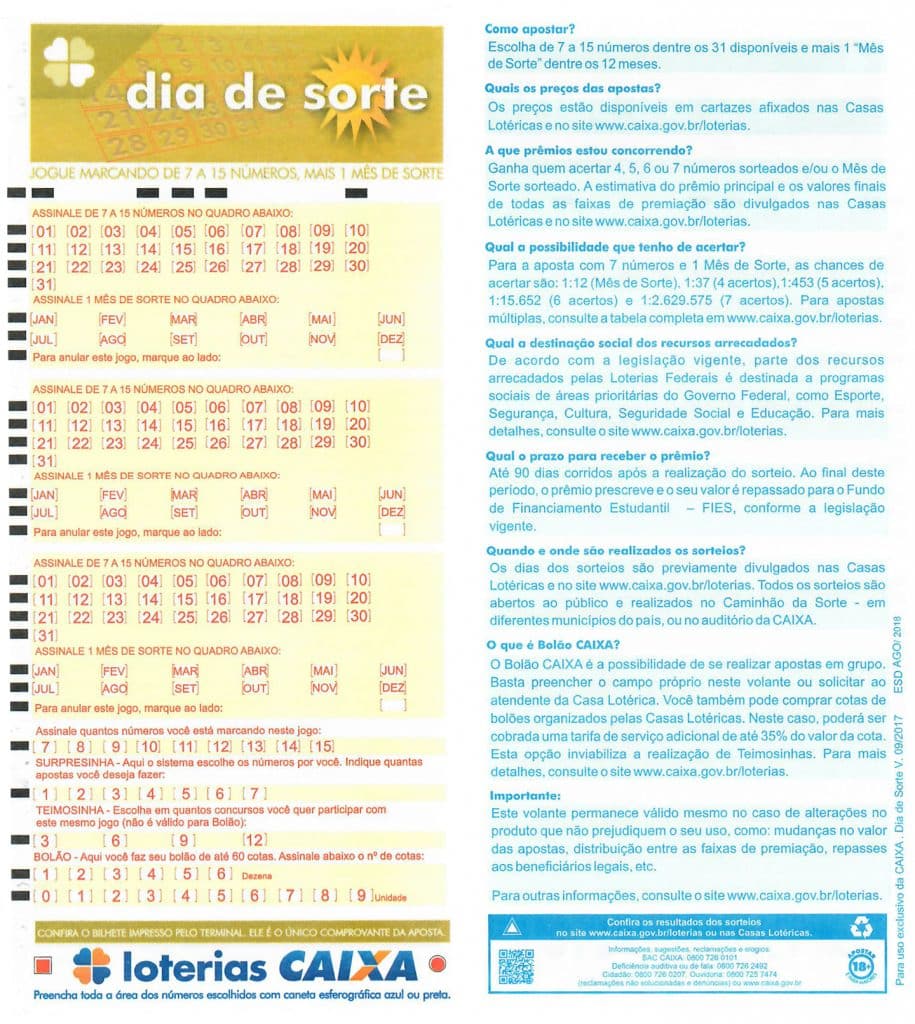 dia de sorte
JOGUE MARCANDO DE 7 A 15 NÚMEROS, MAIS 1 MÊS DE SORTE
ASSINALE DE 7 A 15 NÚMEROS NO QUADRO ABAIXO:
[01] [02] [03] [04] [05] [06] [07] [08] [09] [10]
[11] [12] [13] [14] [15] [16] [17] [18] [19] [20]
[21] [22] [23] [24] [25] [26] [27] [28] [29] [30]
[31]
ASSINALE 1 MÊS DE SORTE NO QUADRO ABAIXO:
[JAN] [FEV] [MAR] [ABR] [MAI] [JUN]
[JUL] [AGO] [SET] [OUT] [NOV] [DEZ]
Para anular este jogo, marque ao lado: [ ]
ASSINALE DE 7 A 15 NÚMEROS NO QUADRO ABAIXO:
[01] [02] [03] [04] [05] [06] [07] [08] [09] [10]
[11] [12] [13] [14] [15] [16] [17] [18] [19] [20]
[21] [22] [23] [24] [25] [26] [27] [28] [29] [30]
[31]
ASSINALE 1 MÊS DE SORTE NO QUADRO ABAIXO:
[JAN] [FEV] [MAR] [ABR] [MAI] [JUN]
[JUL] [AGO] [SET] [OUT] [NOV] [DEZ]
Para anular este jogo, marque ao lado: [ ]
ASSINALE DE 7 A 15 NÚMEROS NO QUADRO ABAIXO:
[01] [02] [03] [04] [05] [06] [07] [08] [09] [10]
[11] [12] [13] [14] [15] [16] [17] [18] [19] [20]
[21] [22] [23] [24] [25] [26] [27] [28] [29] [30]
[31]
ASSINALE 1 MÊS DE SORTE NO QUADRO ABAIXO:
[JAN] [FEV] [MAR] [ABR] [MAI] [JUN]
[JUL] [AGO] [SET] [OUT] [NOV] [DEZ]
Para anular este jogo, marque ao lado: [ ]
Assinale quantos números você está marcando neste jogo:
[7] [8] [9] [10] [11] [12] [13] [14] [15]
SURPRESINHA - Aqui o sistema escolhe os números por você. Indique quantas
apostas você deseja fazer:
[1] [2] [3] [4] [5] [6] [7]
TEIMOSINHA - Escolha em quantos concursos você quer participar com
este mesmo jogo (não é válido para Bolão):
[3] [6] [9] [12]
BOLÃO - Aqui você faz seu bolão de até 60 cotas. Assinale abaixo o nº de cotas:
[1] [2] [3] [4] [5] [6] Dezena
[0] [1] [2] [3] [4] [5] [6] [7] [8] [9] Unidade
CONFIRA O BILHETE IMPRESSO PELO TERMINAL. ELE É O ÚNICO COMPROVANTE DA APOSTA.
loterias CAIXA
Preencha toda a área dos números escolhidos com caneta esferográfica azul ou preta.
Como apostar?
Escolha de 7 a 15 números dentre os 31 disponíveis e mais 1 “Mês
de Sorte” dentre os 12 meses.
Quais os preços das apostas?
Os preços estão disponíveis em cartazes afixados nas Casas
Lotéricas e no site www.caixa.gov.br/loterias.
A que prêmios estou concorrendo?
Ganha quem acertar 4, 5, 6 ou 7 números sorteados e/ou o Mês de
Sorte sorteado. A estimativa do prêmio principal e os valores finais
de todas as faixas de premiação são divulgados nas Casas
Lotéricas e no site www.caixa.gov.br/loterias.
Qual a possibilidade que tenho de acertar?
Para a aposta com 7 números e 1 Mês de Sorte, as chances de
acertar são: 1:12 (Mês de Sorte), 1:37 (4 acertos),1:453 (5 acertos),
1:15.652 (6 acertos) e 1:2.629.575 (7 acertos). Para apostas
múltiplas, consulte a tabela completa em www.caixa.gov.br/loterias.
Qual a destinação social dos recursos arrecadados?
De acordo com a legislação vigente, parte dos recursos
arrecadados pelas Loterias Federais é destinada a programas
sociais de áreas prioritárias do Governo Federal, como Esporte,
Segurança, Cultura, Seguridade Social e Educação. Para mais
detalhes, consulte o site www.caixa.gov.br/loterias.
Qual o prazo para receber o prêmio?
Até 90 dias corridos após a realização do sorteio. Ao final deste
período, o prêmio prescreve e o seu valor é repassado para o Fundo
de Financiamento Estudantil – FIES, conforme a legislação
vigente.
Quando e onde são realizados os sorteios?
Os dias dos sorteios são previamente divulgados nas Casas
Lotéricas e no site www.caixa.gov.br/loterias. Todos os sorteios são
abertos ao público e realizados no Caminhão da Sorte - em
diferentes municípios do país, ou no auditório da CAIXA.
O que é Bolão CAIXA?
O Bolão CAIXA é a possibilidade de se realizar apostas em grupo.
Basta preencher o campo próprio neste volante ou solicitar ao
atendente da Casa Lotérica. Você também pode comprar cotas de
bolões organizados pelas Casas Lotéricas. Neste caso, poderá ser
cobrada uma tarifa de serviço adicional de até 35% do valor da cota.
Esta opção inviabiliza a realização de Teimosinhas. Para mais
detalhes, consulte o site www.caixa.gov.br/loterias.
Importante:
Este volante permanece válido mesmo no caso de alterações no
produto que não prejudiquem o seu uso, como: mudanças no valor
das apostas, distribuição entre as faixas de premiação, repasses
aos beneficiários legais, etc.
Para outras informações, consulte o site www.caixa.gov.br/loterias.
Confira os resultados dos sorteios
no site www.caixa.gov.br/loterias ou nas Casas Lotéricas.
Informações, sugestões, reclamações e elogios:
SAC CAIXA: 0800 726 0101
Deficiência auditiva ou de fala: 0800 726 2492
Cidadão: 0800 726 0207. Ouvidoria: 0800 725 7474
(reclamações não solucionadas e denúncias) ou www.caixa.gov.br
APOSTAR
18+
Para uso exclusivo da CAIXA . Dia de Sorte V. 09/2017 ESD AGO/ 2018